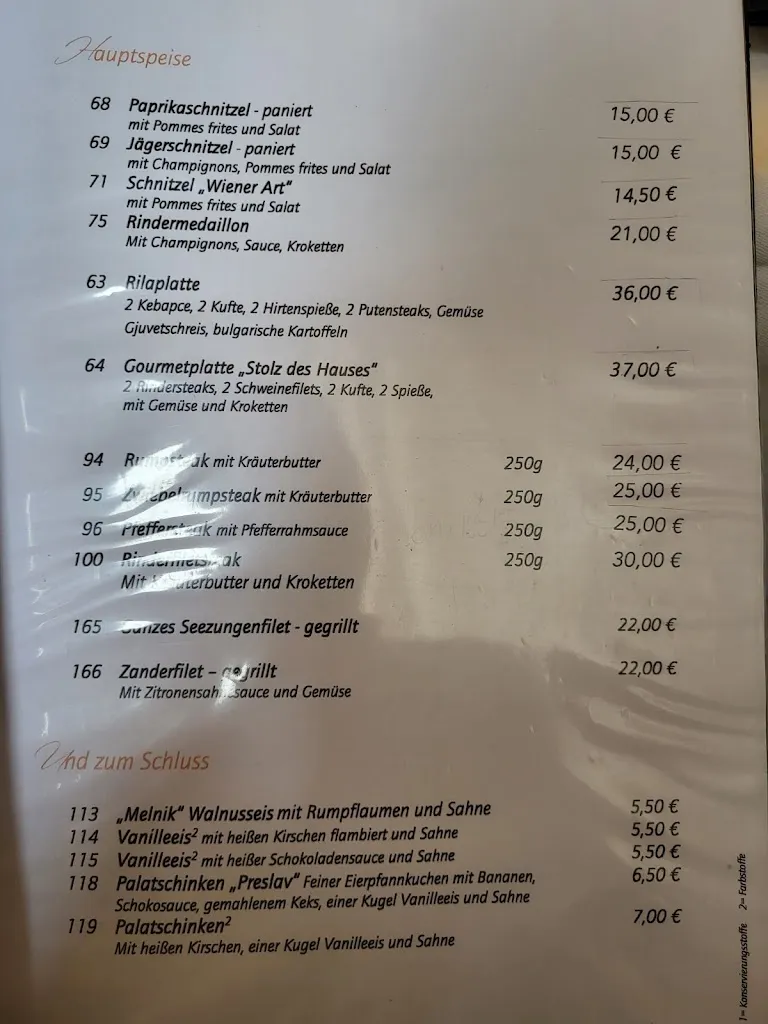 Hauptspeise
68 Paprikaschnitzel - paniert 15,00 €
mit Pommes frites und Salat
69 Jägerschnitzel - paniert 15,00 €
mit Champignons, Pommes frites und Salat
71 Schnitzel „Wiener Art“ 14,50 €
mit Pommes frites und Salat
75 Rindermedaillon 21,00 €
Mit Champignons, Sauce, Kroketten
63 Rilaplatte 36,00 €
2 Kebapce, 2 Kufte, 2 Hirtenspieße, 2 Putensteaks, Gemüse
Gjuvetschreis, bulgarische Kartoffeln
64 Gourmetplatte „Stolz des Hauses“ 37,00 €
2 Rindersteaks, 2 Schweinefilets, 2 Kufte, 2 Spieße,
mit Gemüse und Kroketten
94 Rumpsteak mit Kräuterbutter 250g 24,00 €
95 Zwiebelrumpsteak mit Kräuterbutter 250g 25,00 €
96 Pfeffersteak mit Pfefferrahmsauce 250g 25,00 €
100 Rinderfiletsteak 250g 30,00 €
Mit Kräuterbutter und Kroketten
165 Ganzes Seezungenfilet - gegrillt 22,00 €
166 Zanderfilet – gegrillt 22,00 €
Mit Zitronensahnesauce und Gemüse
Und zum Schluss
113 „Melnik“ Walnusseis mit Rumpflaumen und Sahne 5,50 €
114 Vanilleeis² mit heißen Kirschen flambiert und Sahne 5,50 €
115 Vanilleeis² mit heißer Schokoladensauce und Sahne 5,50 €
118 Palatschinken „Preslav“ Feiner Eierpfannkuchen mit Bananen, 6,50 €
Schokosauce, gemahlenem Keks, einer Kugel Vanilleeis und Sahne
119 Palatschinken² 7,00 €
Mit heißen Kirschen, einer Kugel Vanilleeis und Sahne
1= Konservierungsstoffe 2= Farbstoffe